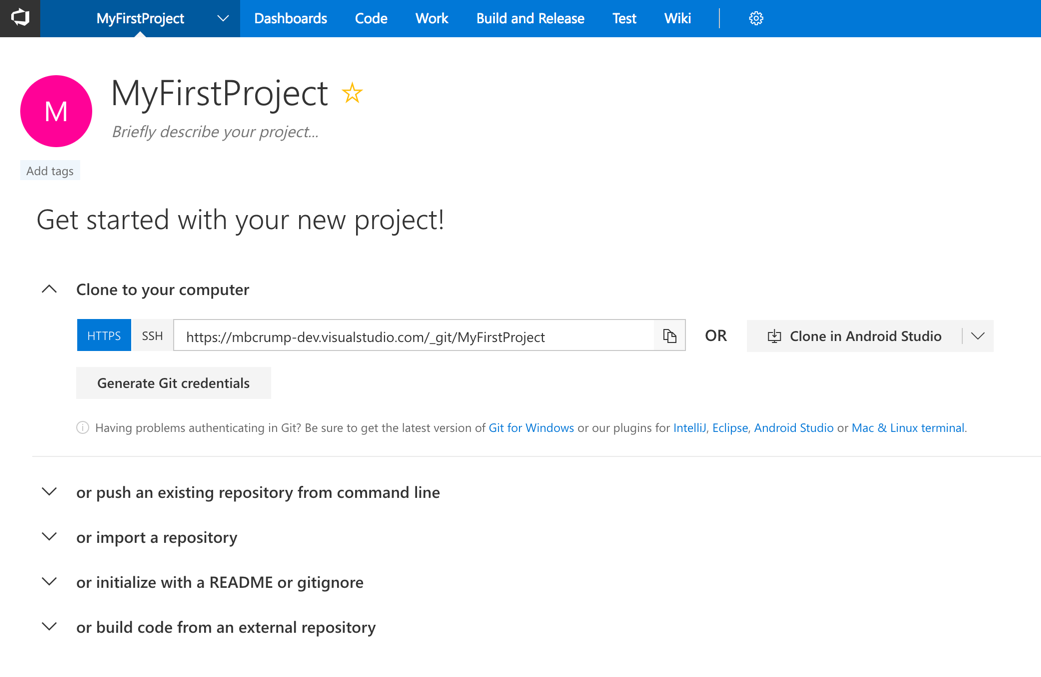 MyFirstProject Dashboards Code Work Build and Release Test Wiki
M
MyFirstProject
Briefly describe your project...
Add tags
Get started with your new project!
Clone to your computer
HTTPS SSH https://mbcrump-dev.visualstudio.com/_git/MyFirstProject OR Clone in Android Studio
Generate Git credentials
Having problems authenticating in Git? Be sure to get the latest version of Git for Windows or our plugins for IntelliJ, Eclipse, Android Studio or Mac & Linux terminal.
or push an existing repository from command line
or import a repository
or initialize with a README or gitignore
or build code from an external repository